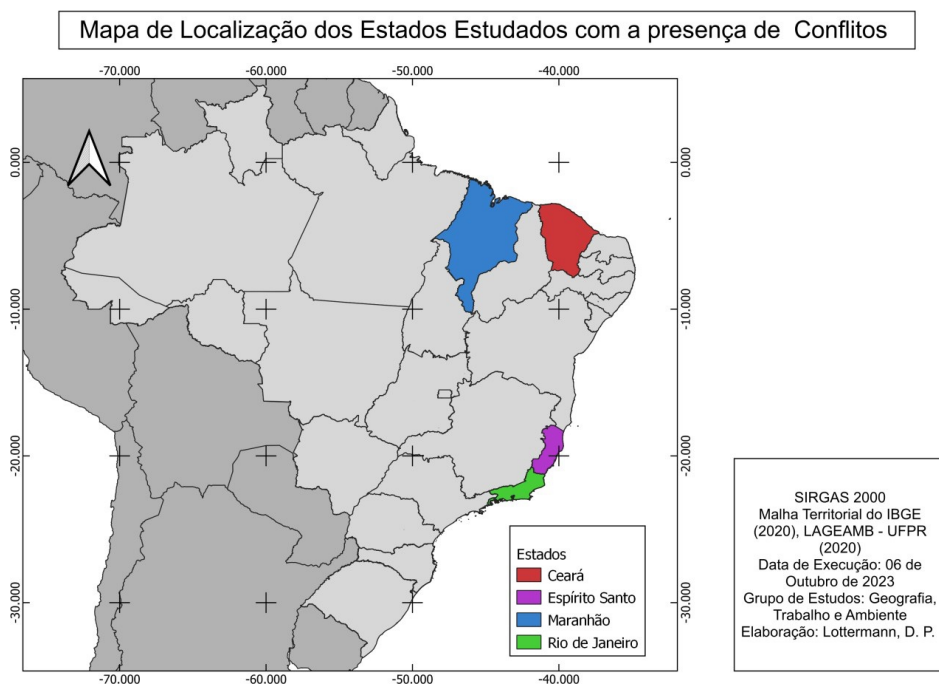 Mapa de Localização dos Estados Estudados com a presença de Conflitos
-70.000 -60.000 -50.000 -40.000
0.000 0.000
-10.000 -10.000
-20.000 -20.000
-30.000 -30.000
Estados
Ceará
Espírito Santo
Maranhão
Rio de Janeiro
-70.000 -60.000 -50.000 -40.000
SIRGAS 2000
Malha Territorial do IBGE
(2020), LAGEAMB - UFPR
(2020)
Data de Execução: 06 de
Outubro de 2023
Grupo de Estudos: Geografia,
Trabalho e Ambiente
Elaboração: Lottermann, D. P.